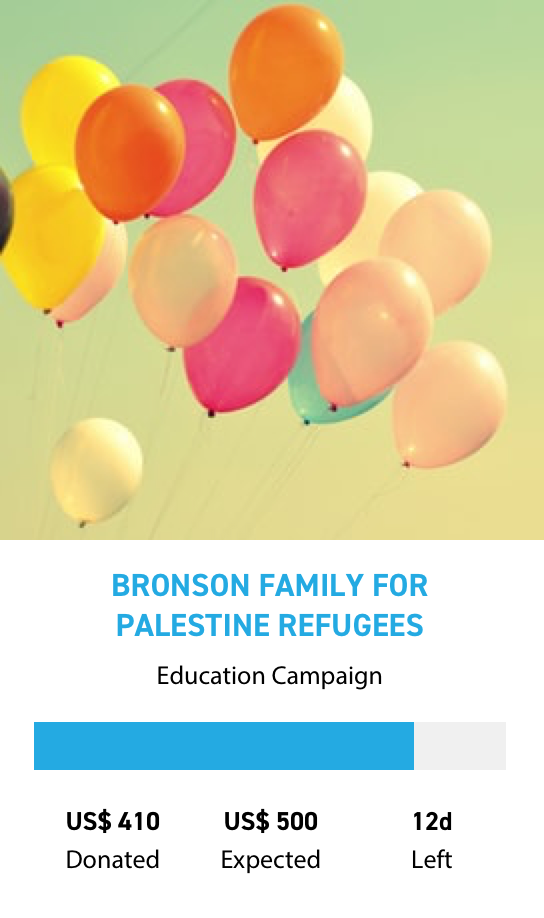 BRONSON FAMILY FOR
PALESTINE REFUGEES
Education Campaign
US$ 410 US$ 500 12d
Donated Expected Left